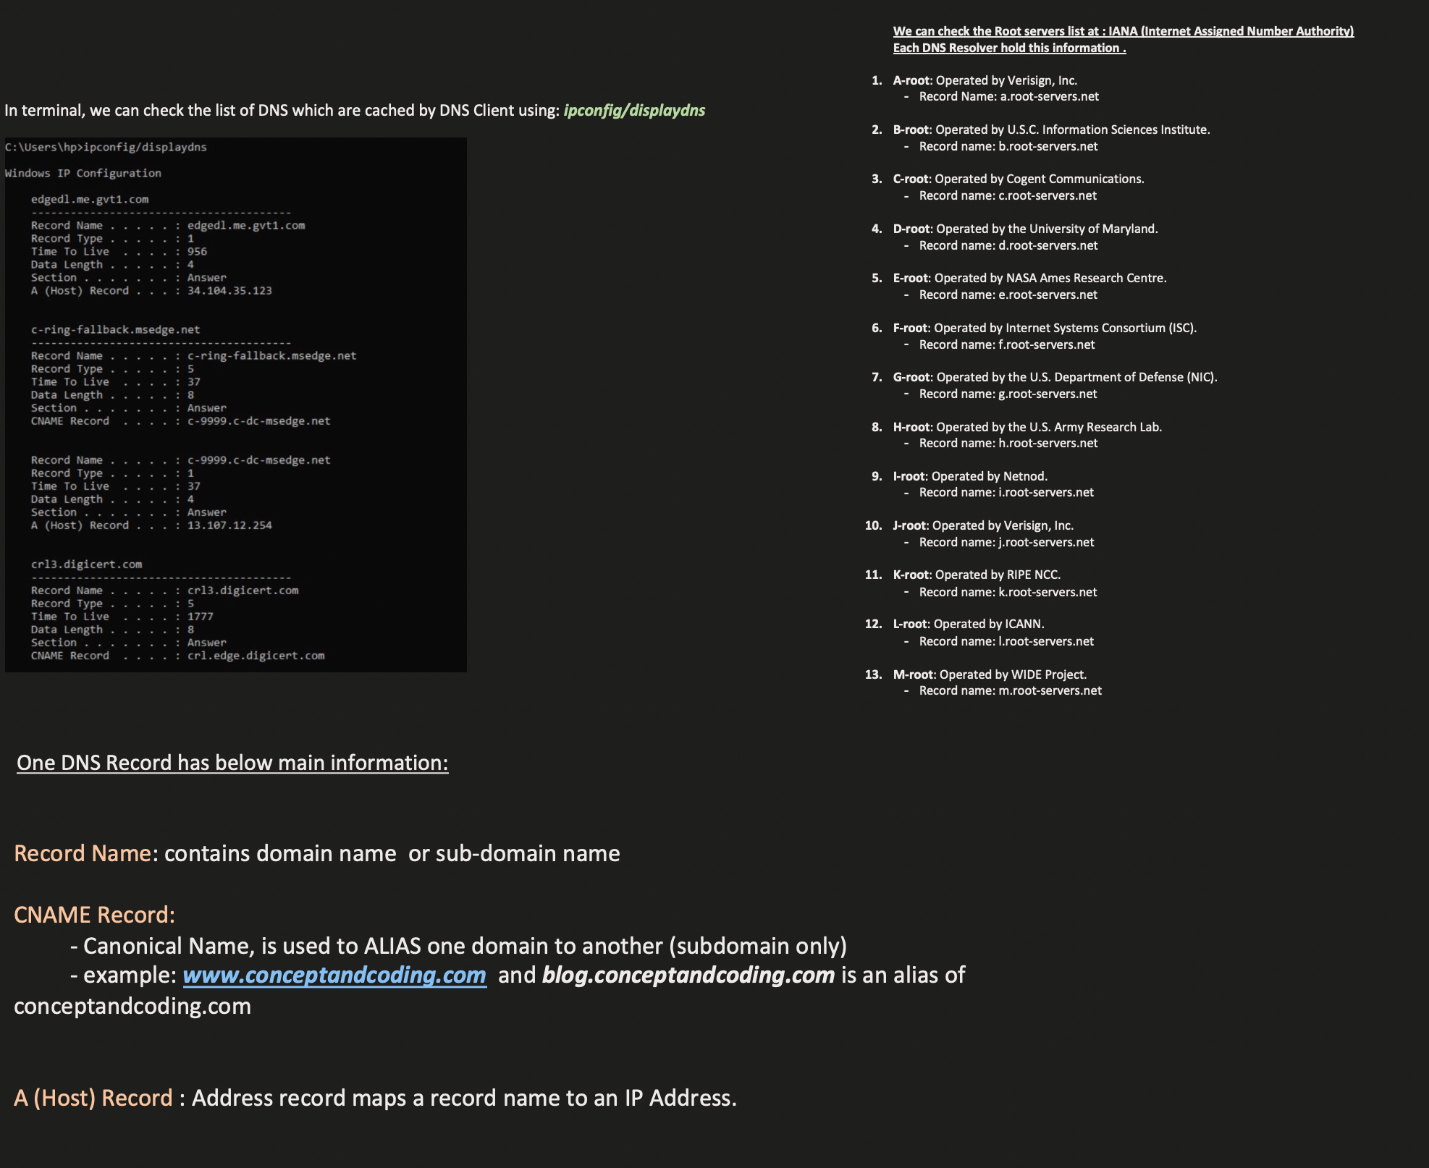 In terminal, we can check the list of DNS which are cached by DNS Client using: ipconfig/displaydns
C:\Users\hp>ipconfig/displaydns
Windows IP Configuration
edgedl.me.gvt1.com
----------------------------------------
Record Name . . . . . : edgedl.me.gvt1.com
Record Type . . . . . : 1
Time To Live  . . . . : 956
Data Length . . . . . : 4
Section . . . . . . . : Answer
A (Host) Record . . . : 34.104.35.123
c-ring-fallback.msedge.net
----------------------------------------
Record Name . . . . . : c-ring-fallback.msedge.net
Record Type . . . . . : 5
Time To Live  . . . . : 37
Data Length . . . . . : 8
Section . . . . . . . : Answer
CNAME Record  . . . . : c-9999.c-dc-msedge.net
Record Name . . . . . : c-9999.c-dc-msedge.net
Record Type . . . . . : 1
Time To Live  . . . . : 37
Data Length . . . . . : 4
Section . . . . . . . : Answer
A (Host) Record . . . : 13.107.12.254
crl3.digicert.com
----------------------------------------
Record Name . . . . . : crl3.digicert.com
Record Type . . . . . : 5
Time To Live  . . . . : 1777
Data Length . . . . . : 8
Section . . . . . . . : Answer
CNAME Record  . . . . : crl.edge.digicert.com
We can check the Root servers list at : IANA (Internet Assigned Number Authority)
Each DNS Resolver hold this information .
1. A-root: Operated by Verisign, Inc.
- Record Name: a.root-servers.net
2. B-root: Operated by U.S.C. Information Sciences Institute.
- Record name: b.root-servers.net
3. C-root: Operated by Cogent Communications.
- Record name: c.root-servers.net
4. D-root: Operated by the University of Maryland.
- Record name: d.root-servers.net
5. E-root: Operated by NASA Ames Research Centre.
- Record name: e.root-servers.net
6. F-root: Operated by Internet Systems Consortium (ISC).
- Record name: f.root-servers.net
7. G-root: Operated by the U.S. Department of Defense (NIC).
- Record name: g.root-servers.net
8. H-root: Operated by the U.S. Army Research Lab.
- Record name: h.root-servers.net
9. I-root: Operated by Netnod.
- Record name: i.root-servers.net
10. J-root: Operated by Verisign, Inc.
- Record name: j.root-servers.net
11. K-root: Operated by RIPE NCC.
- Record name: k.root-servers.net
12. L-root: Operated by ICANN.
- Record name: l.root-servers.net
13. M-root: Operated by WIDE Project.
- Record name: m.root-servers.net
One DNS Record has below main information:
Record Name: contains domain name  or sub-domain name
CNAME Record:
- Canonical Name, is used to ALIAS one domain to another (subdomain only)
- example: www.conceptandcoding.com  and blog.conceptandcoding.com is an alias of
conceptandcoding.com
A (Host) Record : Address record maps a record name to an IP Address.